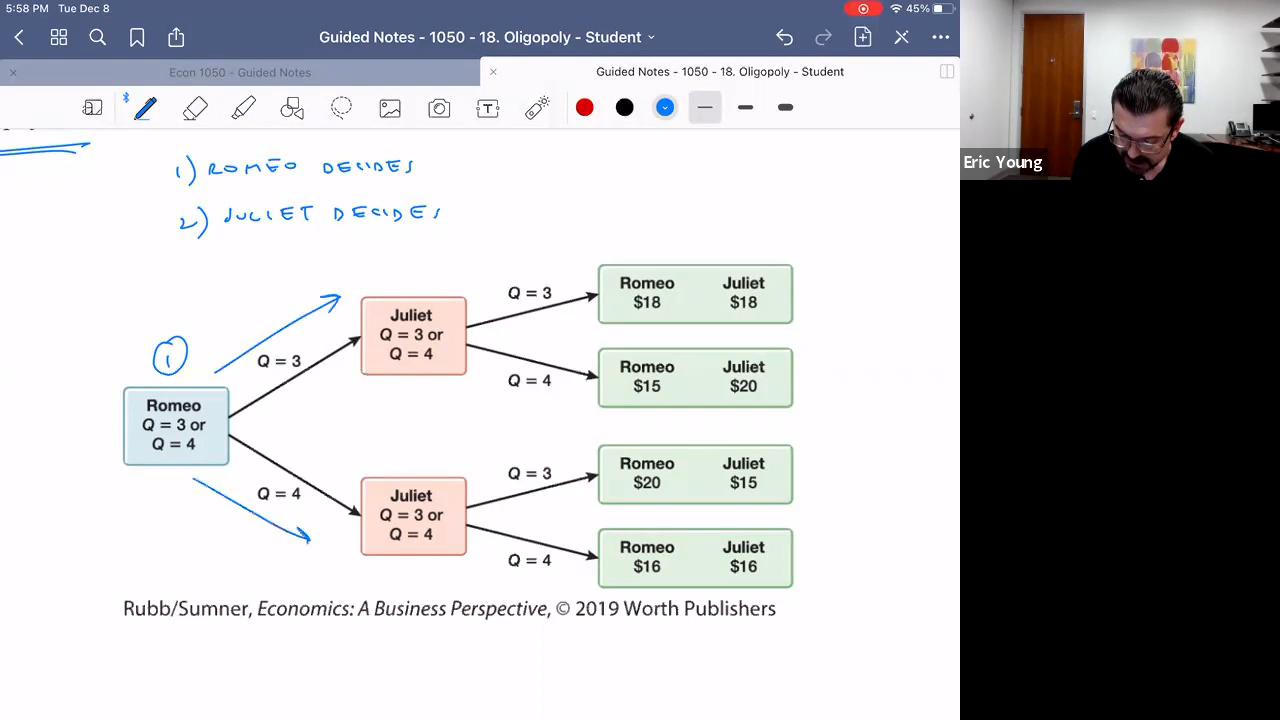 5:58 PM Tue Dec 8
45%
Guided Notes - 1050 - 18. Oligopoly - Student
Econ 1050 - Guided Notes
Guided Notes - 1050 - 18. Oligopoly - Student
T
Eric Young
1) ROMEO DECIDES
2) JULIET DECIDES
1
Romeo
Q = 3 or
Q = 4
Q = 3
Q = 4
Juliet
Q = 3 or
Q = 4
Q = 3
Q = 4
Romeo Juliet
$18 $18
Romeo Juliet
$15 $20
Juliet
Q = 3 or
Q = 4
Q = 3
Q = 4
Romeo Juliet
$20 $15
Romeo Juliet
$16 $16
Rubb/Sumner, Economics: A Business Perspective, © 2019 Worth Publishers